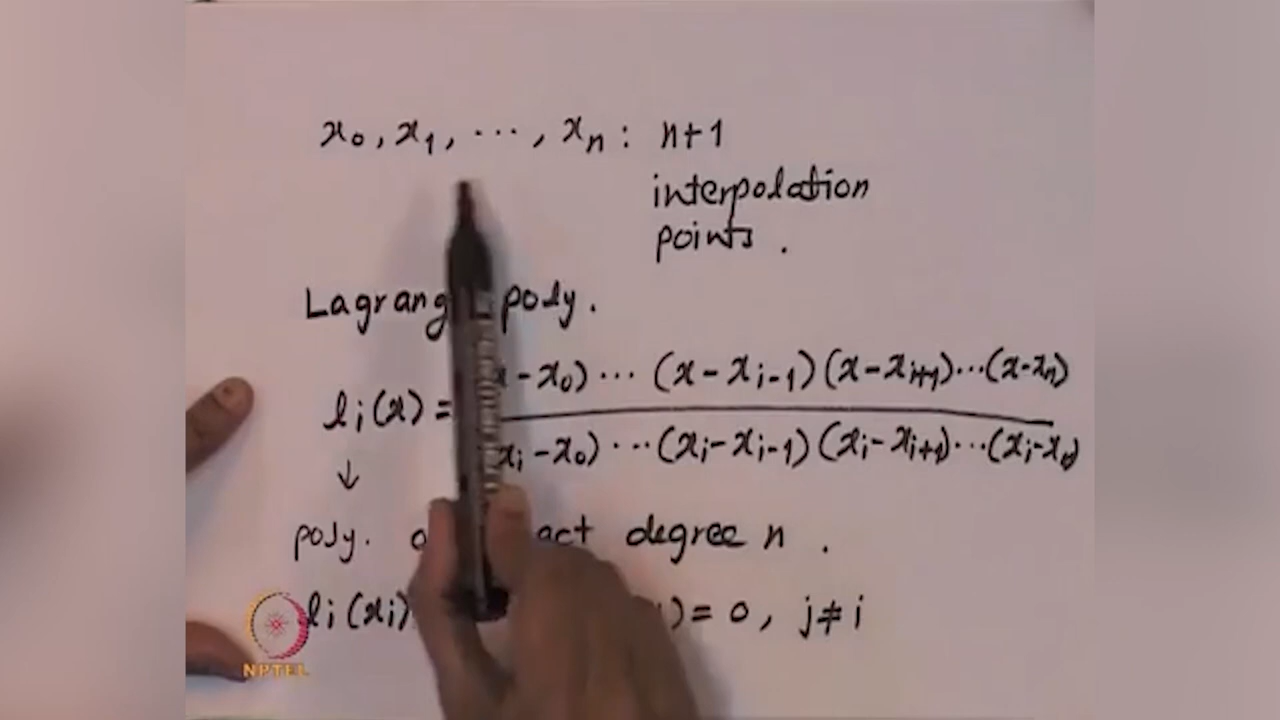 x₀, x₁, ..., xₙ : n+1
interpolation
points.
Lagrang poly.
lᵢ(x) = -x₀) ... (x-xᵢ₋₁)(x-xᵢ₊₁)...(x-xₙ)
xᵢ-x₀) ... (xᵢ-xᵢ₋₁)(xᵢ-xᵢ₊₁)...(xᵢ-xₙ)
↓
poly. degree n.
lᵢ(xᵢ) ) = 0, j≠i
NPTEL